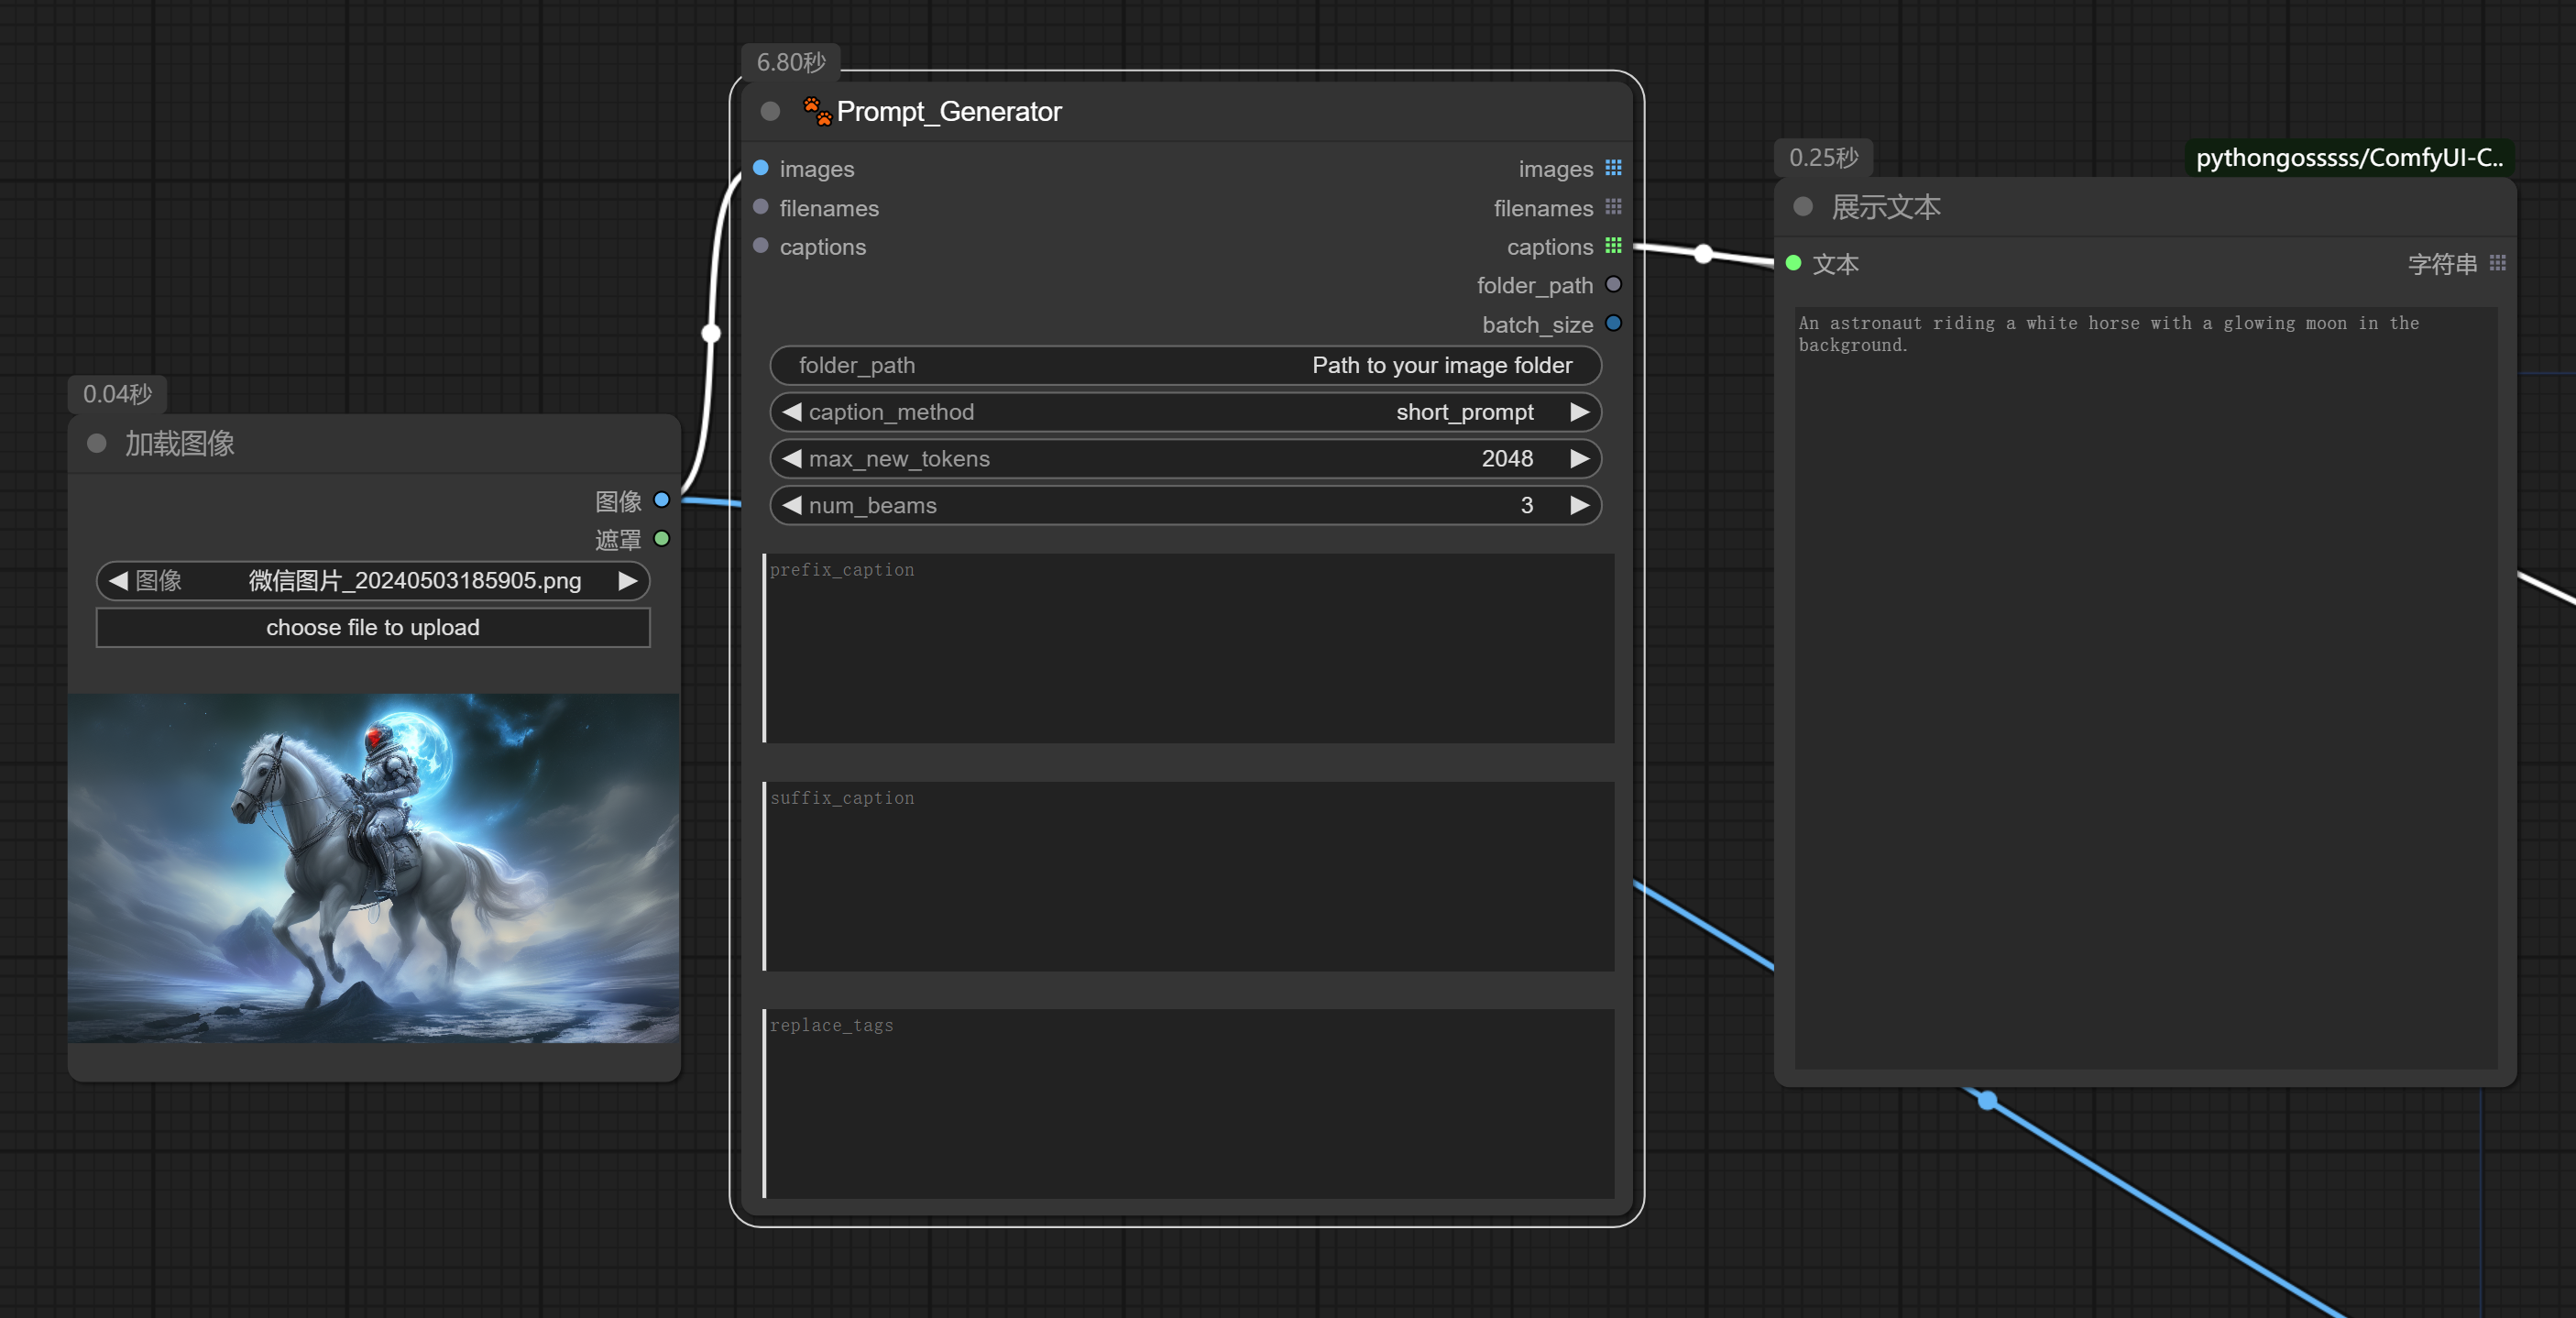 0.04秒
加载图像
图像
遮罩
图像 微信图片_20240503185905.png
choose file to upload
6.80秒
Prompt_Generator
images images
filenames filenames
captions captions
folder_path
batch_size
folder_path Path to your image folder
caption_method short_prompt
max_new_tokens 2048
num_beams 3
prefix_caption
suffix_caption
replace_tags
0.25秒 pythongosssss/ComfyUI-C..
展示文本
文本 字符串
An astronaut riding a white horse with a glowing moon in the
background.